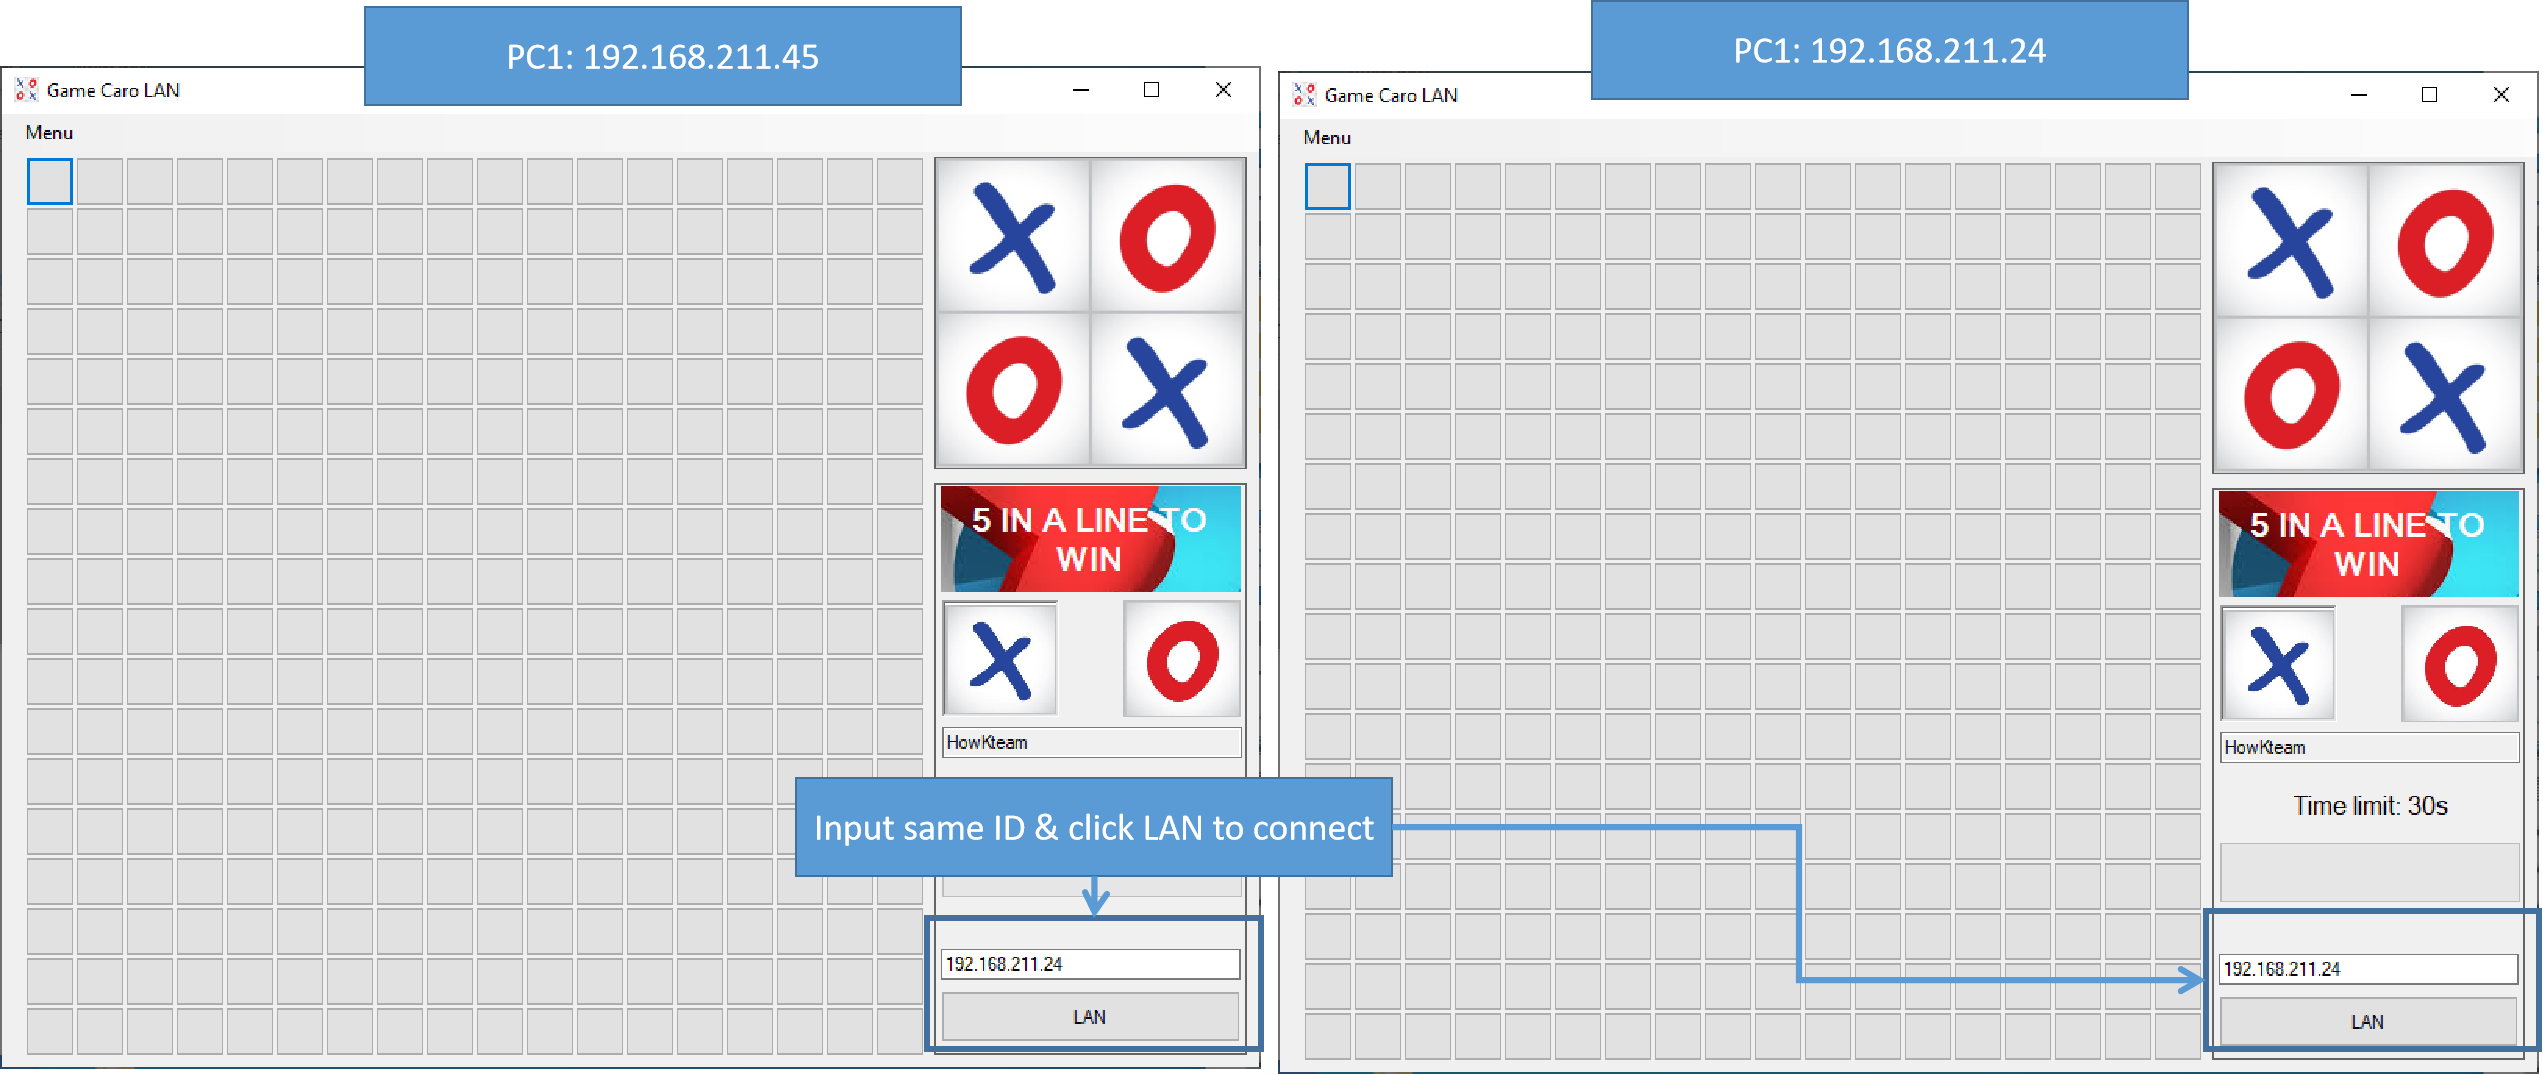 PC1: 192.168.211.45
Game Caro LAN
Menu
5 IN A LINE TO
WIN
HowKteam
Input same ID & click LAN to connect
192.168.211.24
LAN
PC1: 192.168.211.24
Game Caro LAN
Menu
5 IN A LINE TO
WIN
HowKteam
Time limit: 30s
192.168.211.24
LAN